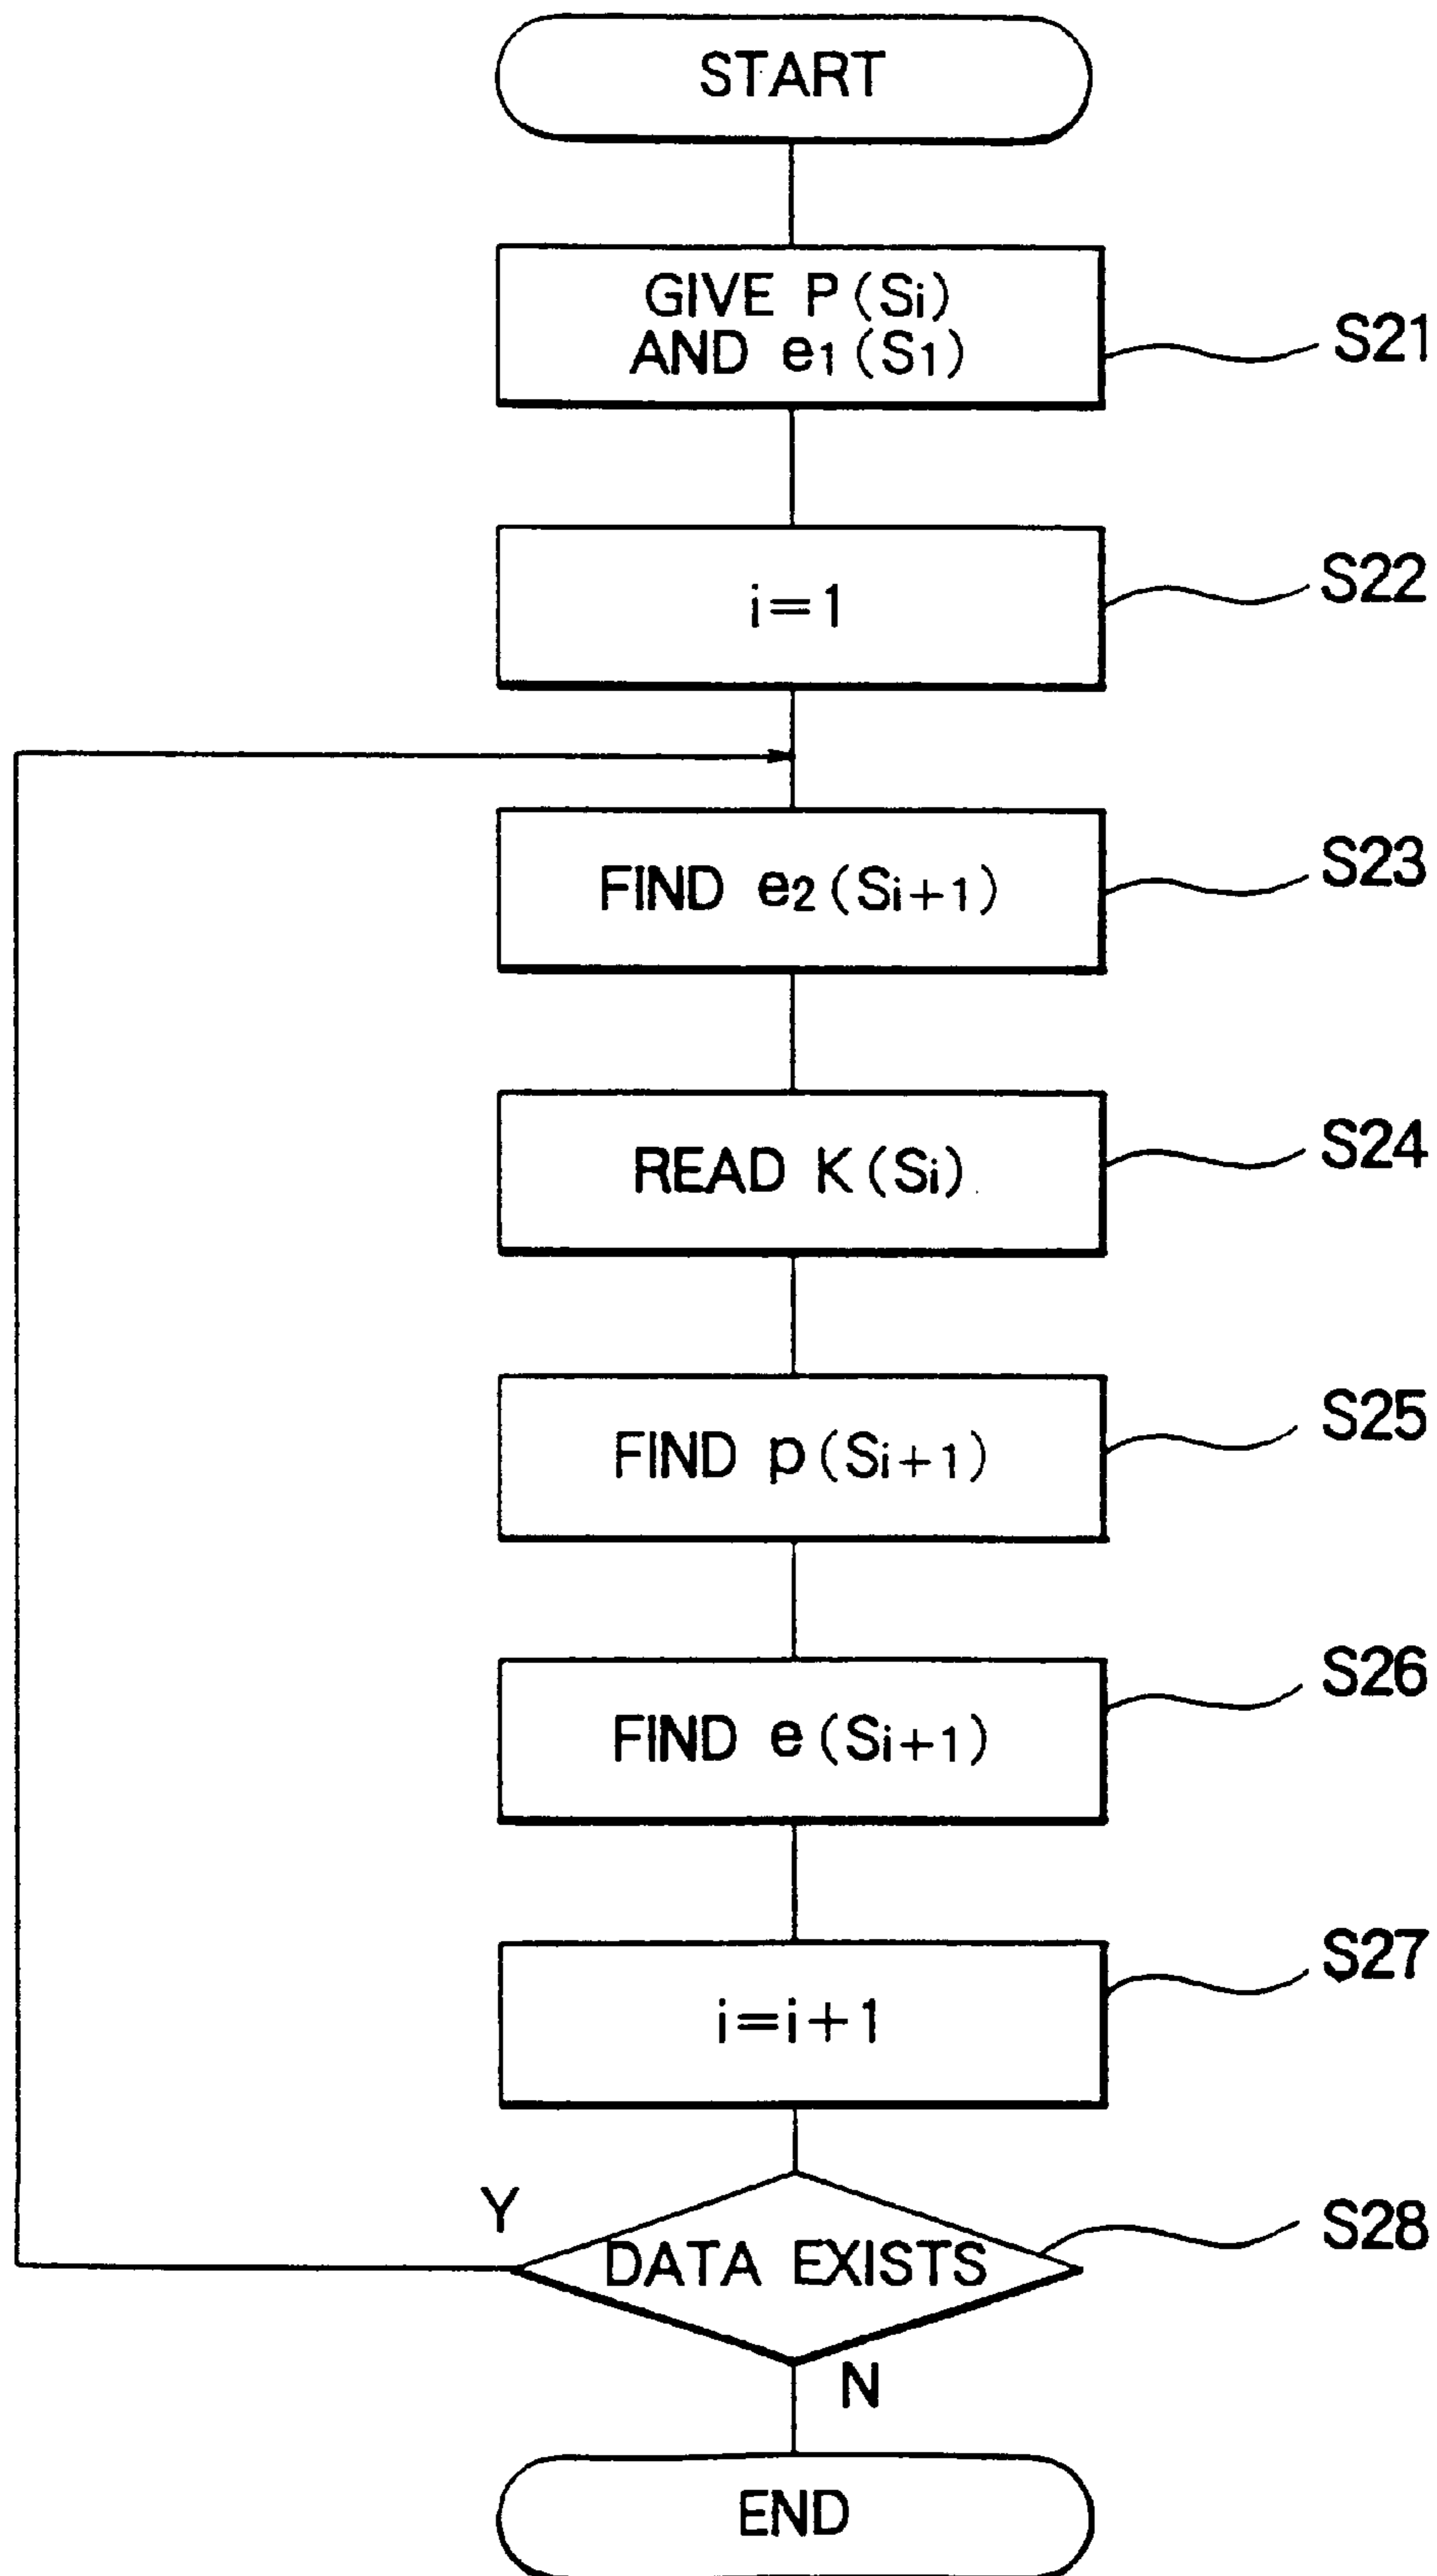 START
GIVE P(Si)
AND e1(S1)
S21
i=1
S22
FIND e2(Si+1)
S23
READ K(Si)
S24
FIND p(Si+1)
S25
FIND e(Si+1)
S26
i=i+1
S27
Y
DATA EXISTS
S28
N
END